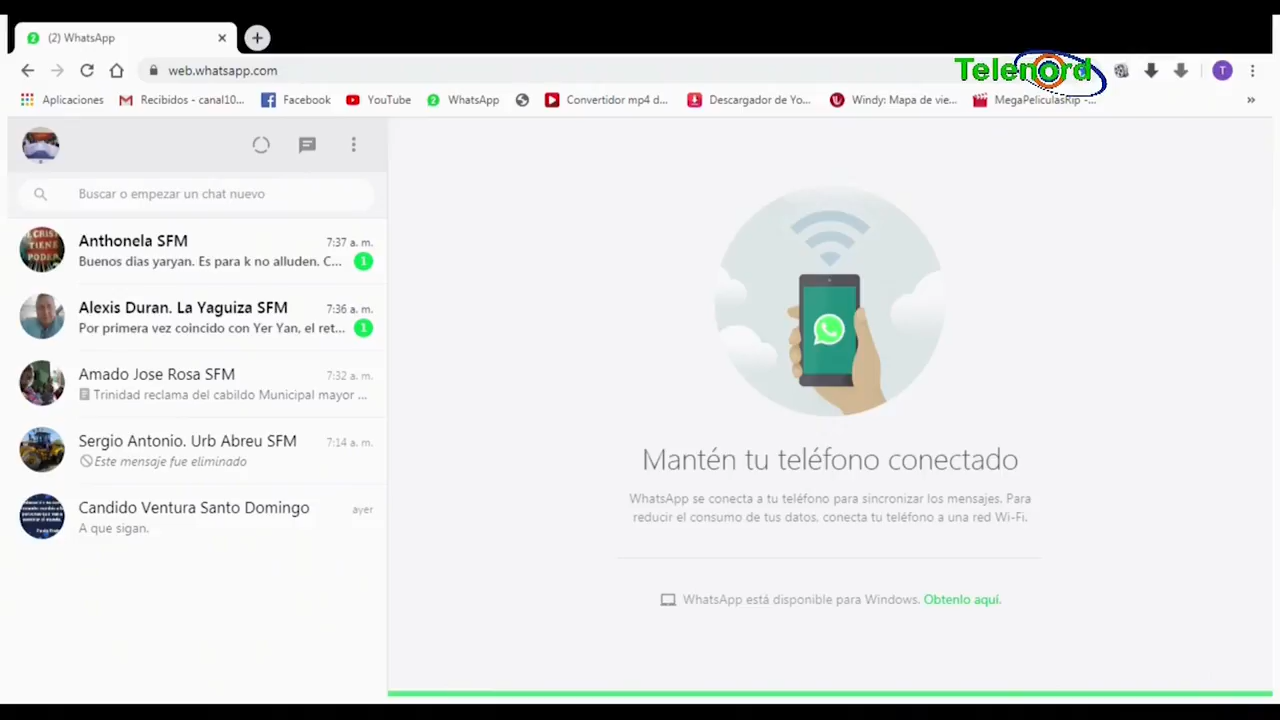 (2) WhatsApp
web.whatsapp.com
Telenord
T
Aplicaciones
Recibidos - canal10...
Facebook
YouTube
WhatsApp
Convertidor mp4 d...
Descargador de Yo...
Windy: Mapa de vie...
MegaPeliculasRip -...
Buscar o empezar un chat nuevo
Anthonela SFM
7:37 a. m.
Buenos días yaryan. Es para k no alluden. C...
1
Alexis Duran. La Yaguiza SFM
7:36 a. m.
Por primera vez coincido con Yer Yan, el ret...
1
Amado Jose Rosa SFM
7:32 a. m.
Trinidad reclama del cabildo Municipal mayor ...
Sergio Antonio. Urb Abreu SFM
7:14 a. m.
Este mensaje fue eliminado
Candido Ventura Santo Domingo
ayer
A que sigan.
Mantén tu teléfono conectado
WhatsApp se conecta a tu teléfono para sincronizar los mensajes. Para
reducir el consumo de tus datos, conecta tu teléfono a una red Wi-Fi.
WhatsApp está disponible para Windows. Obtenlo aquí.